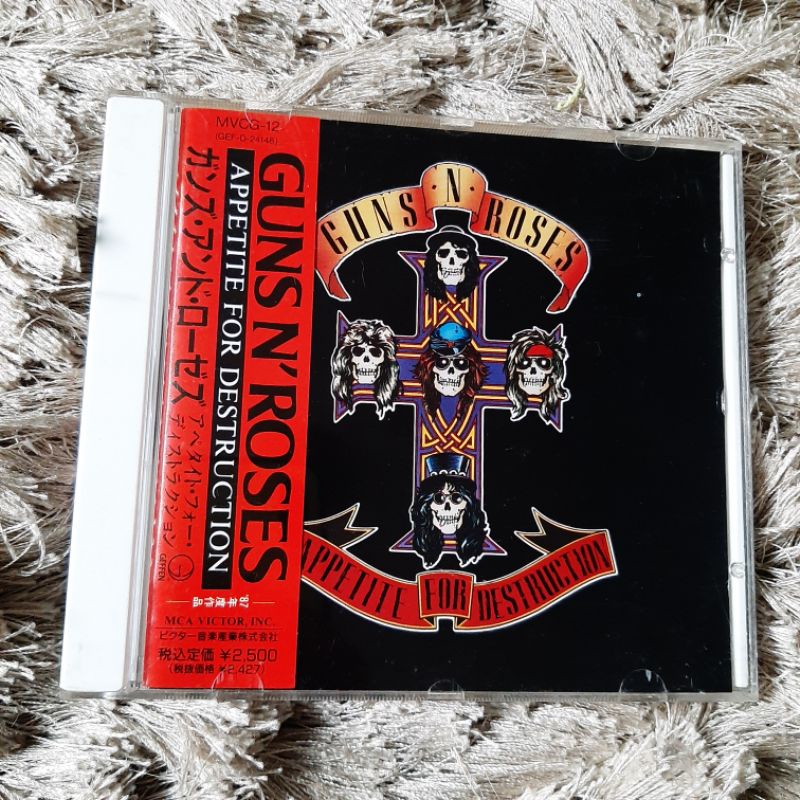 MVCG-12
(GEF-D-24148)
GUNS N' ROSES
APPETITE FOR DESTRUCTION
ガンズ・アンド・ローゼズ
アペタイト・フォー・
ディストラクション
GEFFEN
'87年度作品
MCA VICTOR, INC.
ビクター音楽産業株式会社
税込定価 ¥2,500
(税抜価格 ¥2,427)
GUNS N ROSES
APPETITE FOR DESTRUCTION